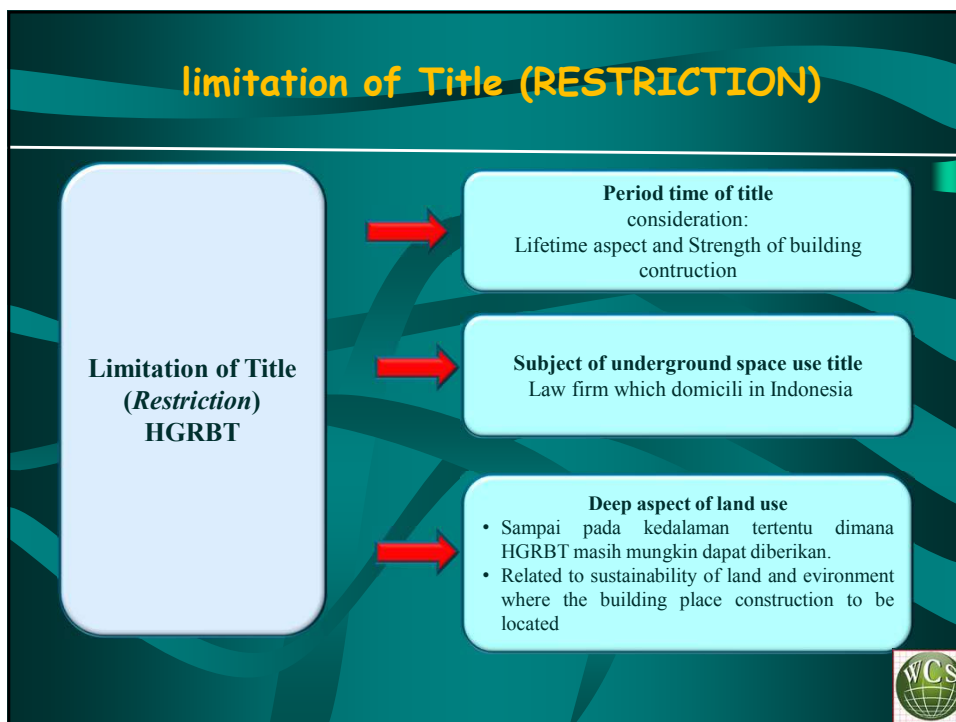 limitation of Title (RESTRICTION)
Limitation of Title
(Restriction)
HGRBT
Period time of title
consideration:
Lifetime aspect and Strength of building
contruction
Subject of underground space use title
Law firm which domicili in Indonesia
Deep aspect of land use
• Sampai pada kedalaman tertentu dimana
HGRBT masih mungkin dapat diberikan.
• Related to sustainability of land and evironment
where the building place construction to be
located
WCS